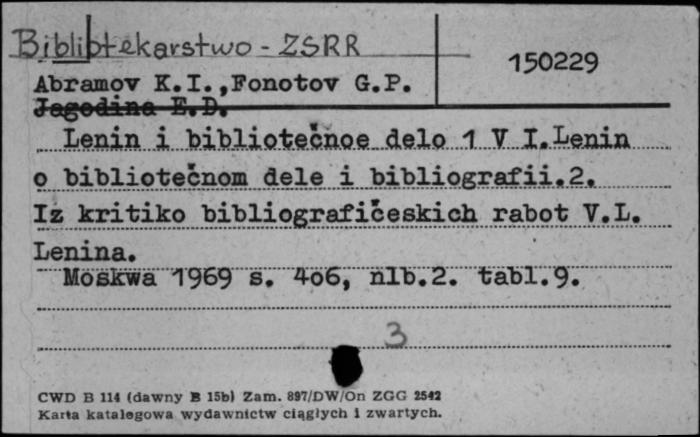 Bibliotekarstwo - ZSRR
150229
Abramov K.I.,Fonotov G.P.
Jagodina E.D.
Lenin i bibliotečnoe delo 1 V I.Lenin
o bibliotečnom dele i bibliografii.2.
Iz kritiko bibliografičeskich rabot V.L.
Lenina.
Moskwa 1969 s. 4o6, nlb.2. tabl.9.
3
CWD B 114 (dawny B 15b) Zam. 897/DW/On ZGG 2542
Karta katalogowa wydawnictw ciągłych i zwartych.